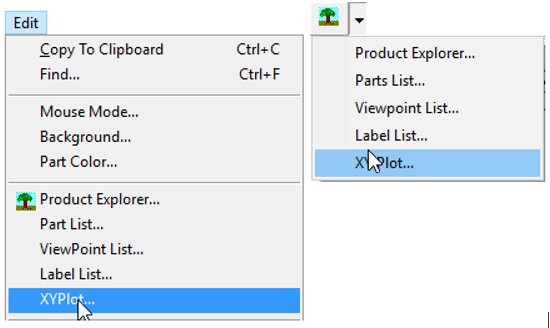 Edit
Copy To Clipboard Ctrl+C
Find... Ctrl+F
Mouse Mode...
Background...
Part Color...
Product Explorer...
Part List...
ViewPoint List...
Label List...
XYPlot...
Product Explorer...
Parts List...
Viewpoint List...
Label List...
XYPlot...